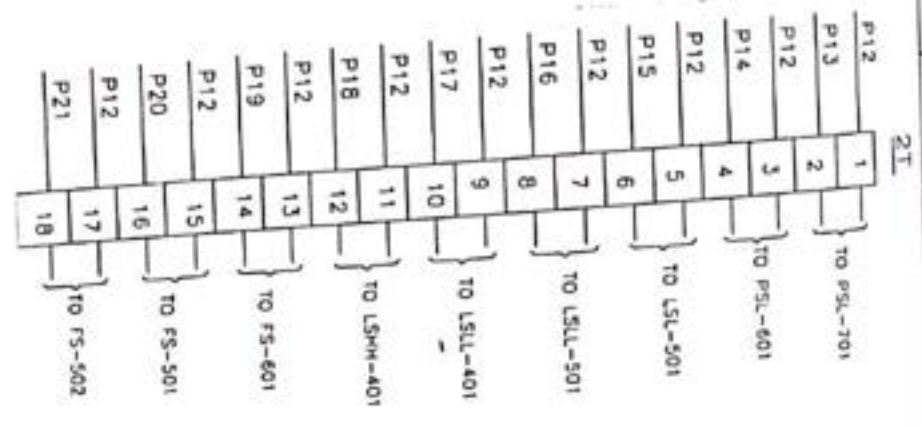 2T
P12 1
P13 2
TO PSL-701
P12 3
P14 4
TO PSL-601
P12 5
P15 6
TO LSL-501
P12 7
P16 8
TO LSLL-501
P12 9
P17 10
TO LSLL-401
P12 11
P18 12
TO LSHH-401
P12 13
P19 14
TO FS-601
P12 15
P20 16
TO FS-501
P12 17
P21 18
TO FS-502